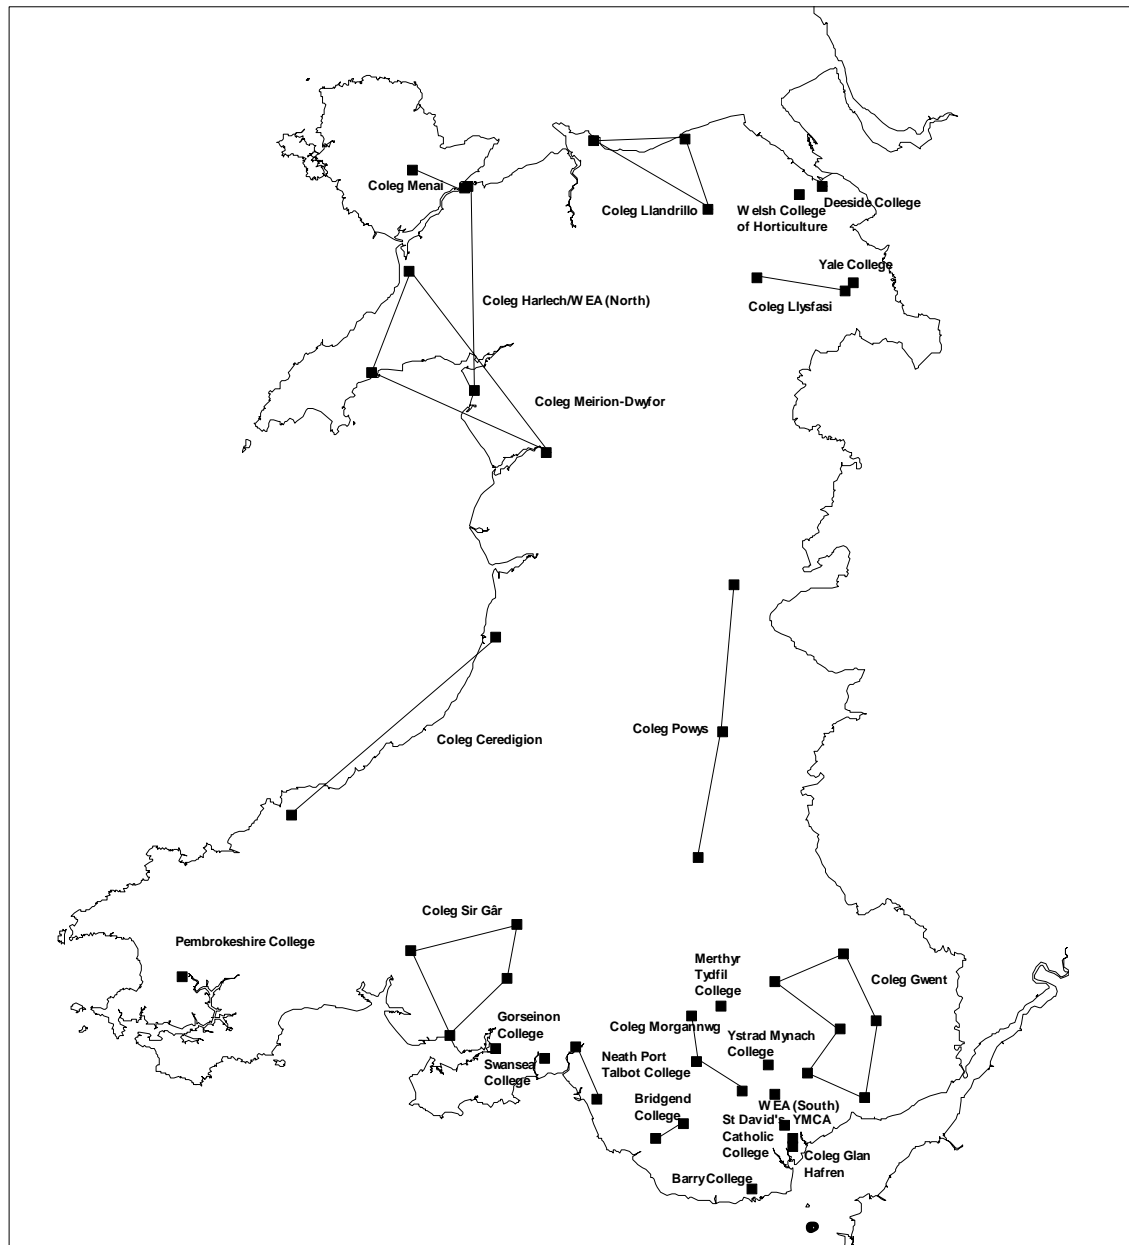 Coleg Menai
Coleg Llandrillo
Welsh College
of Horticulture
Deeside College
Yale College
Coleg Llysfasi
Coleg Harlech/WEA (North)
Coleg Meirion-Dwyfor
Coleg Powys
Coleg Ceredigion
Coleg Sir Gâr
Pembrokeshire College
Merthyr
Tydfil
College
Coleg Gwent
Gorseinon
College
Coleg Morgannwg
Ystrad Mynach
College
Swansea
College
Neath Port
Talbot College
Bridgend
College
WEA (South)
St David's
Catholic
College
YMCA
Coleg Glan
Hafren
Barry College